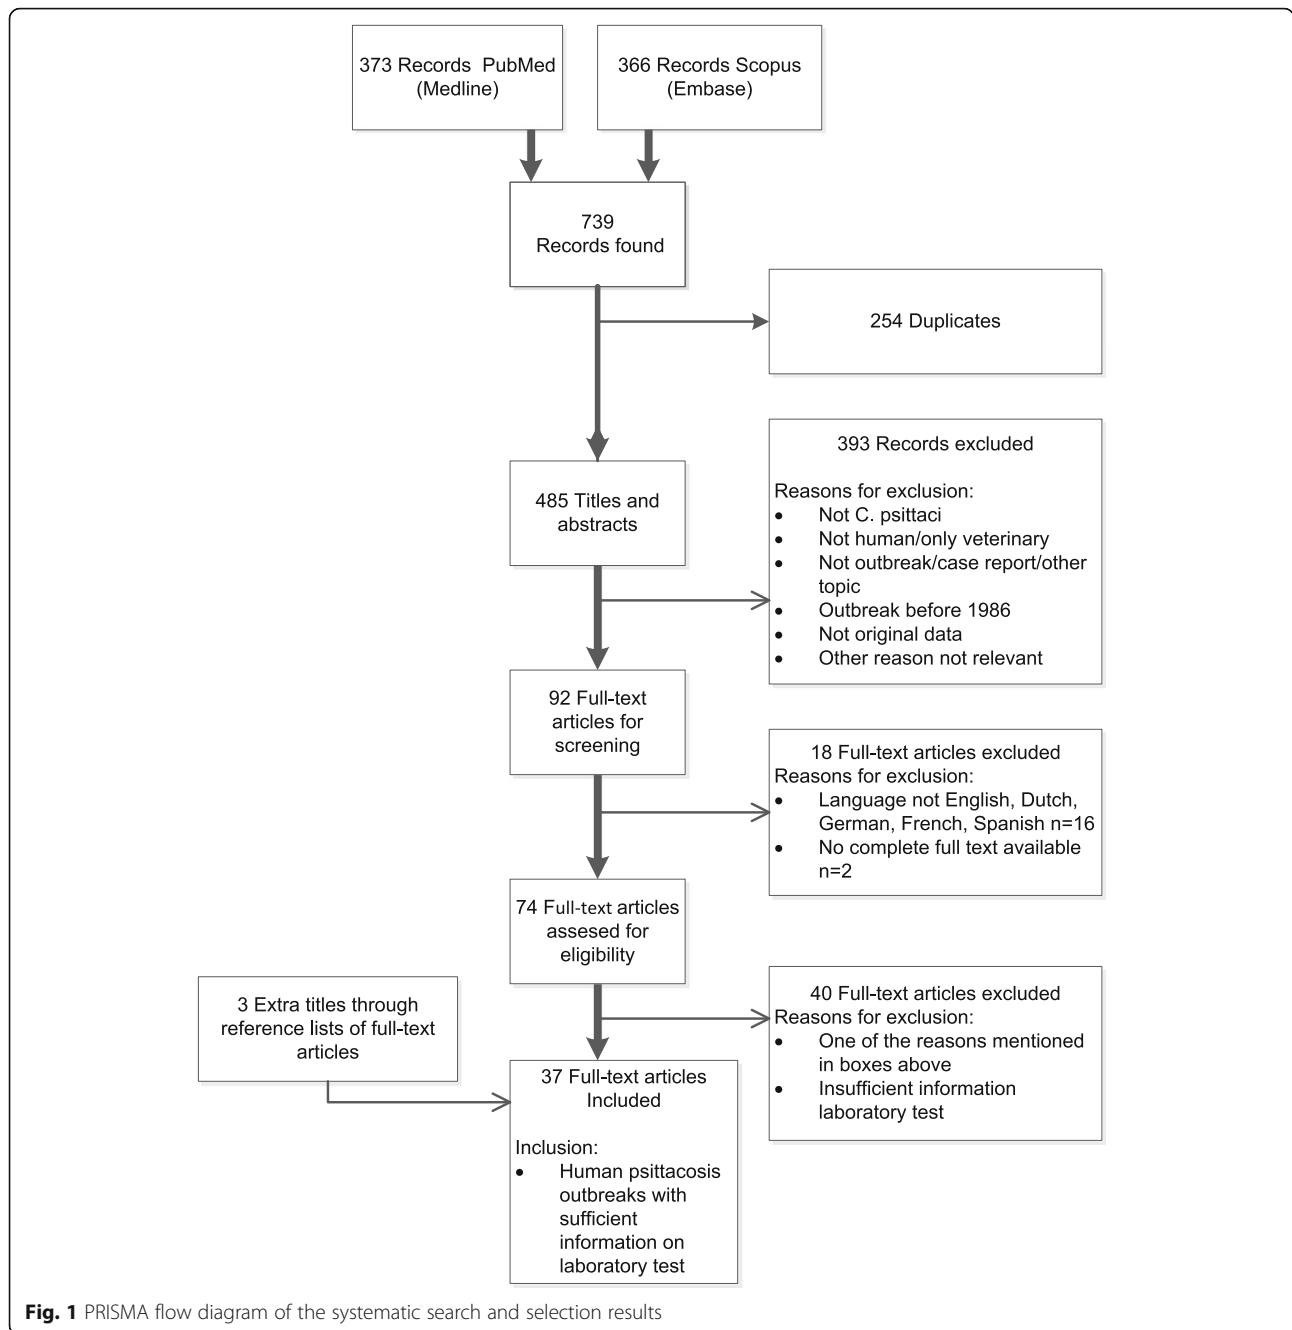 373 Records PubMed
(Medline)
366 Records Scopus
(Embase)
739
Records found
254 Duplicates
393 Records excluded
Reasons for exclusion:
• Not C. psittaci
• Not human/only veterinary
• Not outbreak/case report/other
topic
• Outbreak before 1986
• Not original data
• Other reason not relevant
485 Titles and
abstracts
92 Full-text
articles for
screening
18 Full-text articles excluded
Reasons for exclusion:
• Language not English, Dutch,
German, French, Spanish n=16
• No complete full text available
n=2
74 Full-text articles
assesed for
eligibility
40 Full-text articles excluded
Reasons for exclusion:
• One of the reasons mentioned
in boxes above
• Insufficient information
laboratory test
3 Extra titles through
reference lists of full-text
articles
37 Full-text articles
Included
Inclusion:
• Human psittacosis
outbreaks with
sufficient
information on
laboratory test
Fig. 1 PRISMA flow diagram of the systematic search and selection results